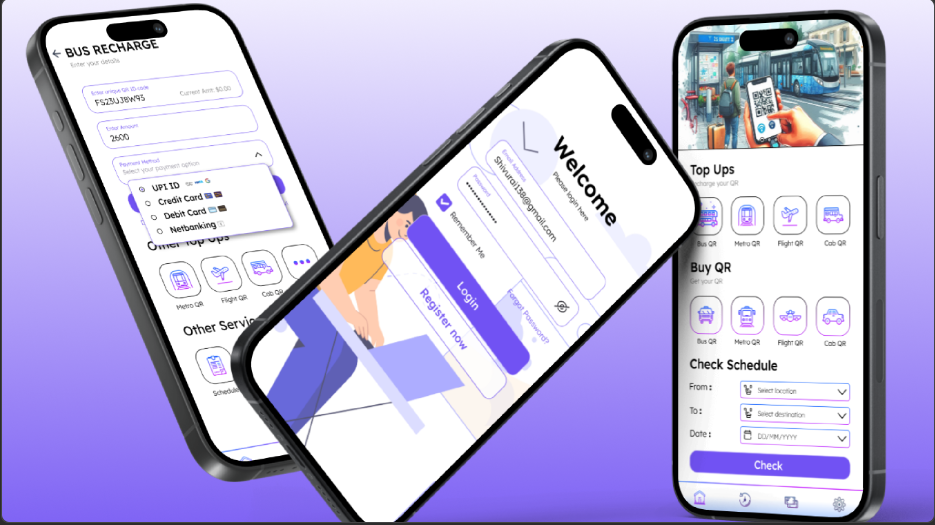 BUS RECHARGE
Enter your details
Enter unique QR ID code
FS23U38W95
Current Amt: $0.00
Enter Amount
2600
Payment Method
Select your payment option
UPI ID
Credit Card
Debit Card
Netbanking
Other Top Ups
Metro QR
Flight QR
Cab QR
Other Servic
Schedule
Welcome
Please login here
Email Address
Shivurai138@gmail.com
Password
Remember Me
Forgot Password?
Login
Register now
Top Ups
Recharge your QR
Bus QR
Metro QR
Flight QR
Cab QR
Buy QR
Get your QR
Bus QR
Metro QR
Flight QR
Cab QR
Check Schedule
From :
Select location
To :
Select destination
Date :
DD/MM/YYYY
Check